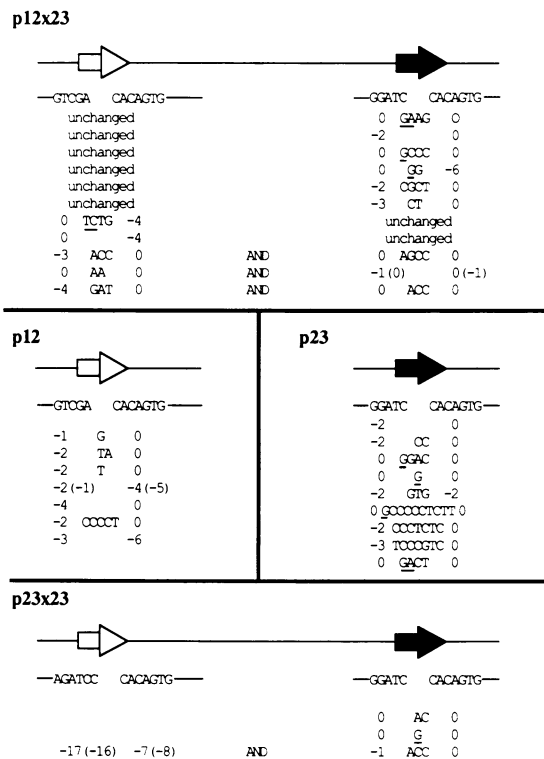 p12x23
GTCGA CACAGTG GGATC CACAGTG
unchanged 0 GAAG 0
unchanged -2 0
unchanged 0 GCCC 0
unchanged 0 GG -6
unchanged -2 CGCT 0
unchanged -3 CT 0
0 TCTG -4 unchanged
0 -4 unchanged
-3 ACC 0 AND 0 AGCC 0
0 AA 0 AND -1(0) 0(-1)
-4 GAT 0 AND 0 ACC 0
p12
GTCGA CACAGTG
-1 G 0
-2 TA 0
-2 T 0
-2(-1) -4(-5)
-4 0
-2 CCCCT 0
-3 -6
p23
GGATC CACAGTG
-2 0
-2 CC 0
0 GGAC 0
0 G 0
-2 GTG -2
0 GCCCCCTCTT 0
-2 CCCTCTC 0
-3 TCCCGTC 0
0 GACT 0
p23x23
AGATCC CACAGTG GGATC CACAGTG
0 AC 0
0 G 0
-17(-16) -7(-8) AND -1 ACC 0